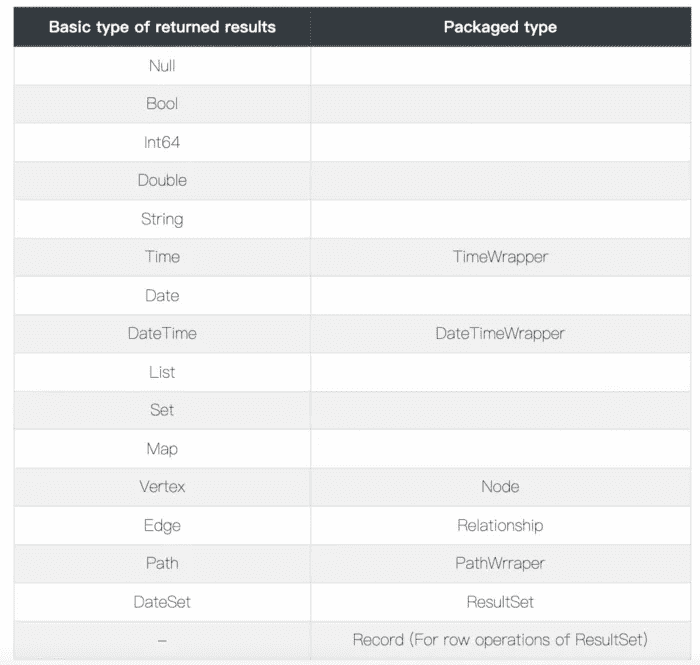 Basic type of returned results Packaged type
Null
Bool
Int64
Double
String
Time TimeWrapper
Date
DateTime DateTimeWrapper
List
Set
Map
Vertex Node
Edge Relationship
Path PathWrraper
DateSet ResultSet
– Record (For row operations of ResultSet)